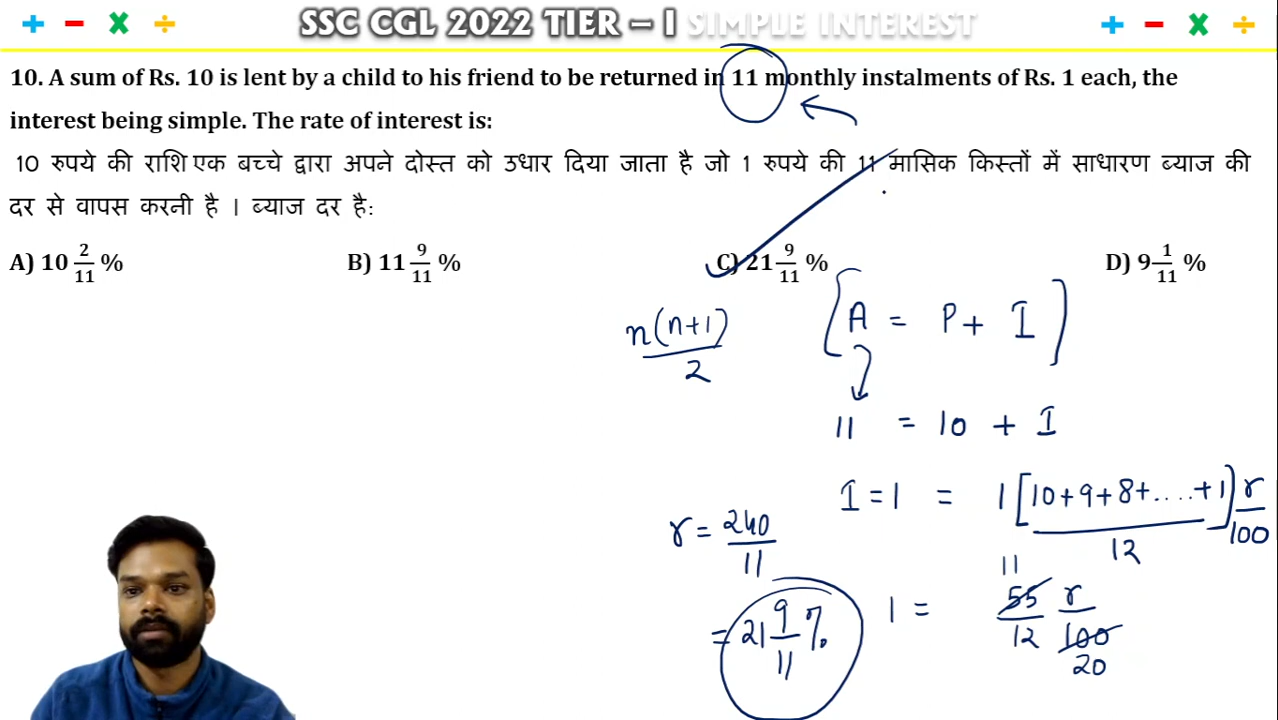 SSC CGL 2022 TIER – I SIMPLE INTEREST
10. A sum of Rs. 10 is lent by a child to his friend to be returned in 11 monthly instalments of Rs. 1 each, the
interest being simple. The rate of interest is:
10 रुपये की राशि एक बच्चे द्वारा अपने दोस्त को उधार दिया जाता है जो 1 रुपये की 11 मासिक किस्तों में साधारण ब्याज की
दर से वापस करनी है । ब्याज दर है:
A) 10 2/11 % B) 11 9/11 % C) 21 9/11 % D) 9 1/11 %
n(n+1)/2 [A = P + I]
11 = 10 + I
I = 1 = 1[10+9+8+....+1]/12 r/100
r = 240/11
11
1 = 55/12 r/100
20
= 21 9/11 %